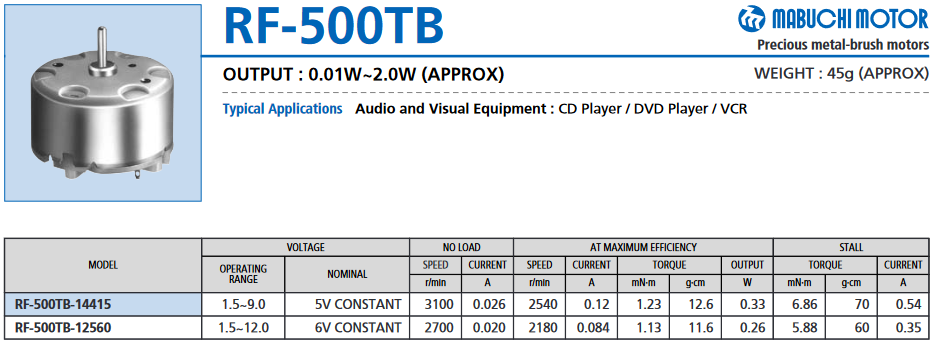 RF-500TB
MABUCHI MOTOR
Precious metal-brush motors
OUTPUT : 0.01W~2.0W (APPROX)
WEIGHT : 45g (APPROX)
Typical Applications Audio and Visual Equipment : CD Player / DVD Player / VCR
MODEL VOLTAGE NO LOAD AT MAXIMUM EFFICIENCY STALL
OPERATING RANGE NOMINAL SPEED CURRENT SPEED CURRENT TORQUE OUTPUT TORQUE CURRENT
r/min A r/min A mN·m g·cm W mN·m g·cm A
RF-500TB-14415 1.5~9.0 5V CONSTANT 3100 0.026 2540 0.12 1.23 12.6 0.33 6.86 70 0.54
RF-500TB-12560 1.5~12.0 6V CONSTANT 2700 0.020 2180 0.084 1.13 11.6 0.26 5.88 60 0.35